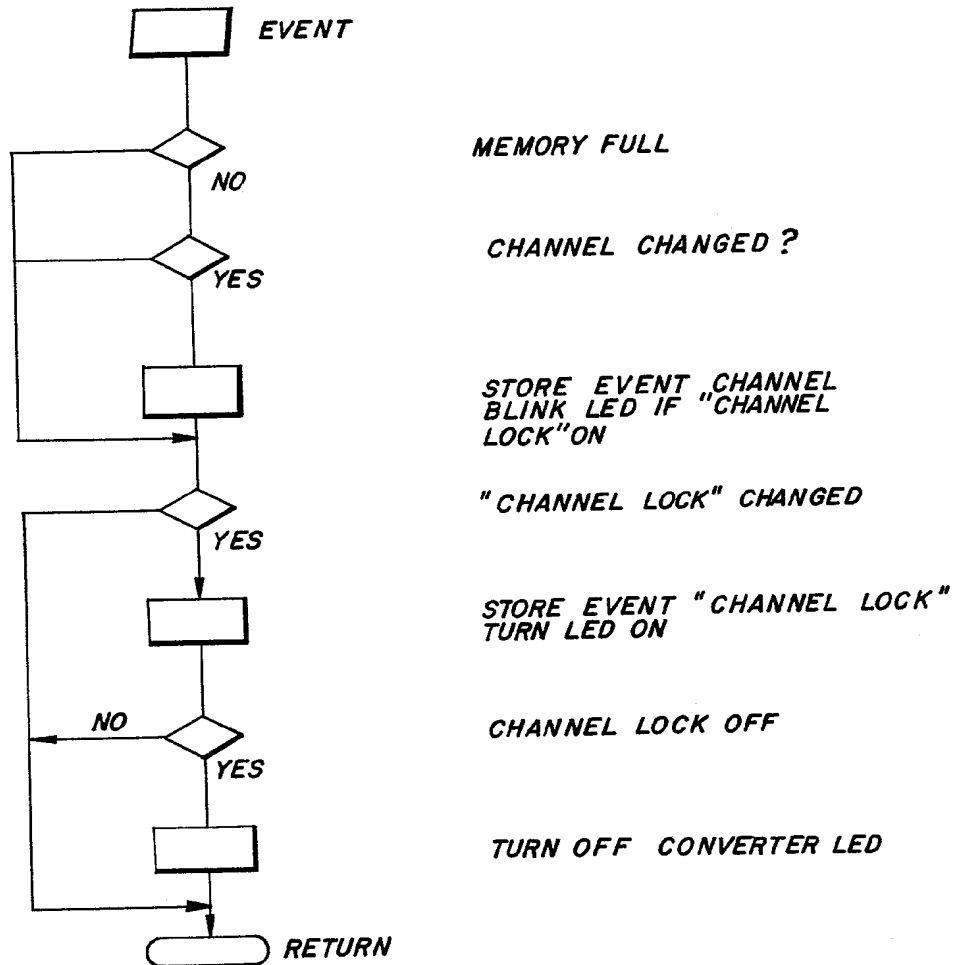 EVENT
MEMORY FULL
NO
CHANNEL CHANGED?
YES
STORE EVENT CHANNEL
BLINK LED IF "CHANNEL
LOCK" ON
"CHANNEL LOCK" CHANGED
YES
STORE EVENT "CHANNEL LOCK"
TURN LED ON
NO
CHANNEL LOCK OFF
YES
TURN OFF CONVERTER LED
RETURN